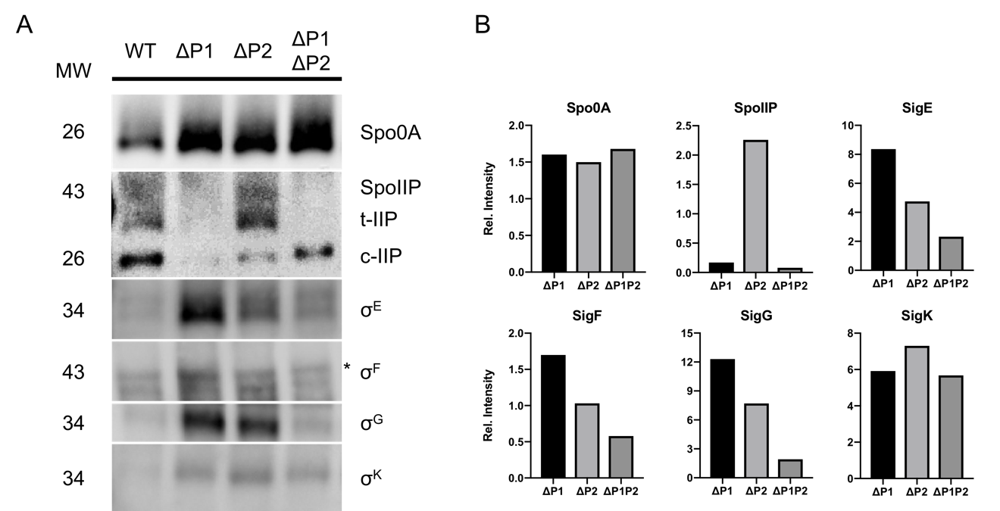 A
B
MW
WT ΔP1 ΔP2 ΔP1
ΔP2
26 Spo0A
43 SpoIIP
t-IIP
26 c-IIP
34 σE
43 * σF
34 σG
34 σK
Spo0A
Rel. Intensity
2.0
1.5
1.0
0.5
0.0
ΔP1 ΔP2 ΔP1P2
SpoIIP
2.5
2.0
1.5
1.0
0.5
0.0
ΔP1 ΔP2 ΔP1P2
SigE
10
8
6
4
2
0
ΔP1 ΔP2 ΔP1P2
SigF
Rel. Intensity
2.0
1.5
1.0
0.5
0.0
ΔP1 ΔP2 ΔP1P2
SigG
15
12
9
6
3
0
ΔP1 ΔP2 ΔP1P2
SigK
8
6
4
2
0
ΔP1 ΔP2 ΔP1P2